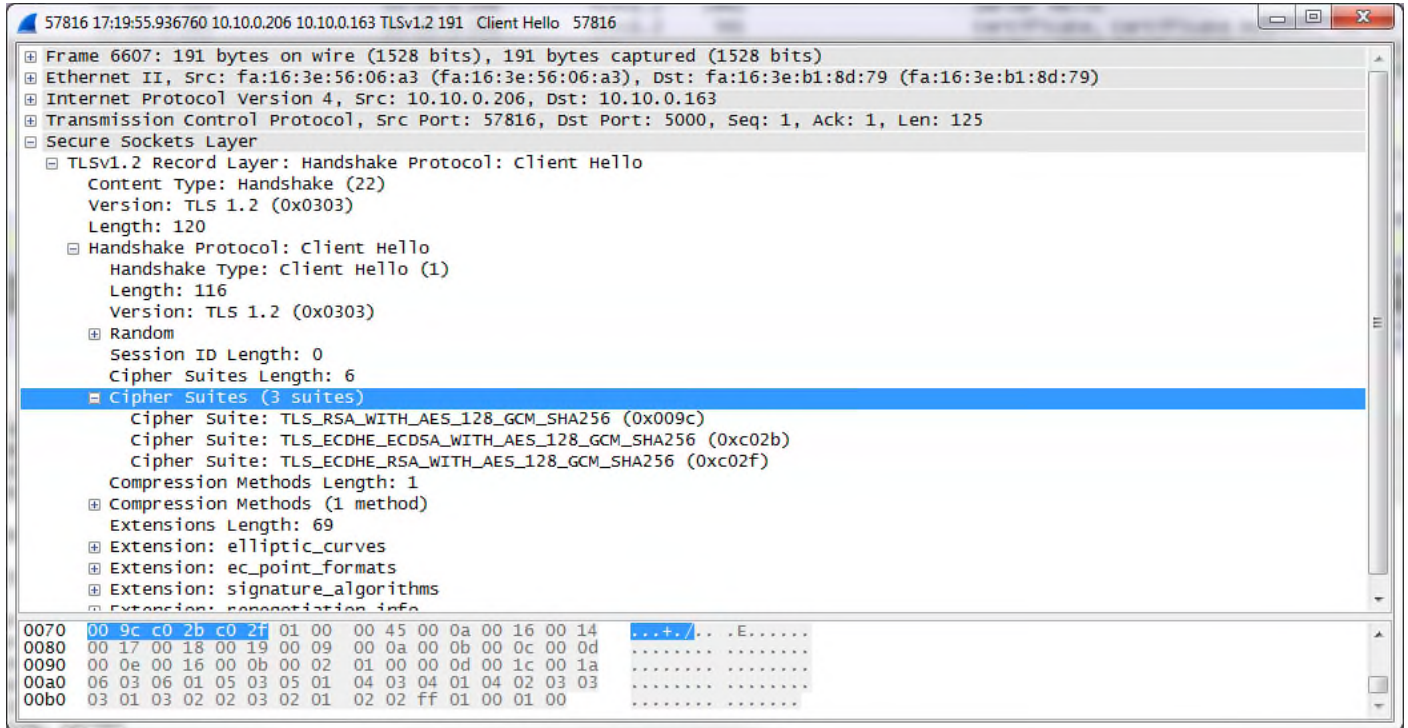 57816 17:19:55.936760 10.10.0.206 10.10.0.163 TLSv1.2 191 Client Hello 57816
Frame 6607: 191 bytes on wire (1528 bits), 191 bytes captured (1528 bits)
Ethernet II, Src: fa:16:3e:56:06:a3 (fa:16:3e:56:06:a3), Dst: fa:16:3e:b1:8d:79 (fa:16:3e:b1:8d:79)
Internet Protocol Version 4, Src: 10.10.0.206, Dst: 10.10.0.163
Transmission Control Protocol, Src Port: 57816, Dst Port: 5000, Seq: 1, Ack: 1, Len: 125
Secure Sockets Layer
TLSv1.2 Record Layer: Handshake Protocol: Client Hello
Content Type: Handshake (22)
Version: TLS 1.2 (0x0303)
Length: 120
Handshake Protocol: Client Hello
Handshake Type: Client Hello (1)
Length: 116
Version: TLS 1.2 (0x0303)
Random
Session ID Length: 0
Cipher Suites Length: 6
Cipher Suites (3 suites)
Cipher Suite: TLS_RSA_WITH_AES_128_GCM_SHA256 (0x009c)
Cipher Suite: TLS_ECDHE_ECDSA_WITH_AES_128_GCM_SHA256 (0xc02b)
Cipher Suite: TLS_ECDHE_RSA_WITH_AES_128_GCM_SHA256 (0xc02f)
Compression Methods Length: 1
Compression Methods (1 method)
Extensions Length: 69
Extension: elliptic_curves
Extension: ec_point_formats
Extension: signature_algorithms
Extension: renegotiation_info
0070 00 9c c0 2b c0 2f 01 00 00 45 00 0a 00 16 00 14 ...+./.. .E......
0080 00 17 00 18 00 19 00 09 00 0a 00 0b 00 0c 00 0d ........ ........
0090 00 0e 00 16 00 0b 00 02 01 00 00 0d 00 1c 00 1a ........ ........
00a0 06 03 06 01 05 03 05 01 04 03 04 01 04 02 03 03 ........ ........
00b0 03 01 03 02 02 03 02 01 02 02 ff 01 00 01 00 ........ .......